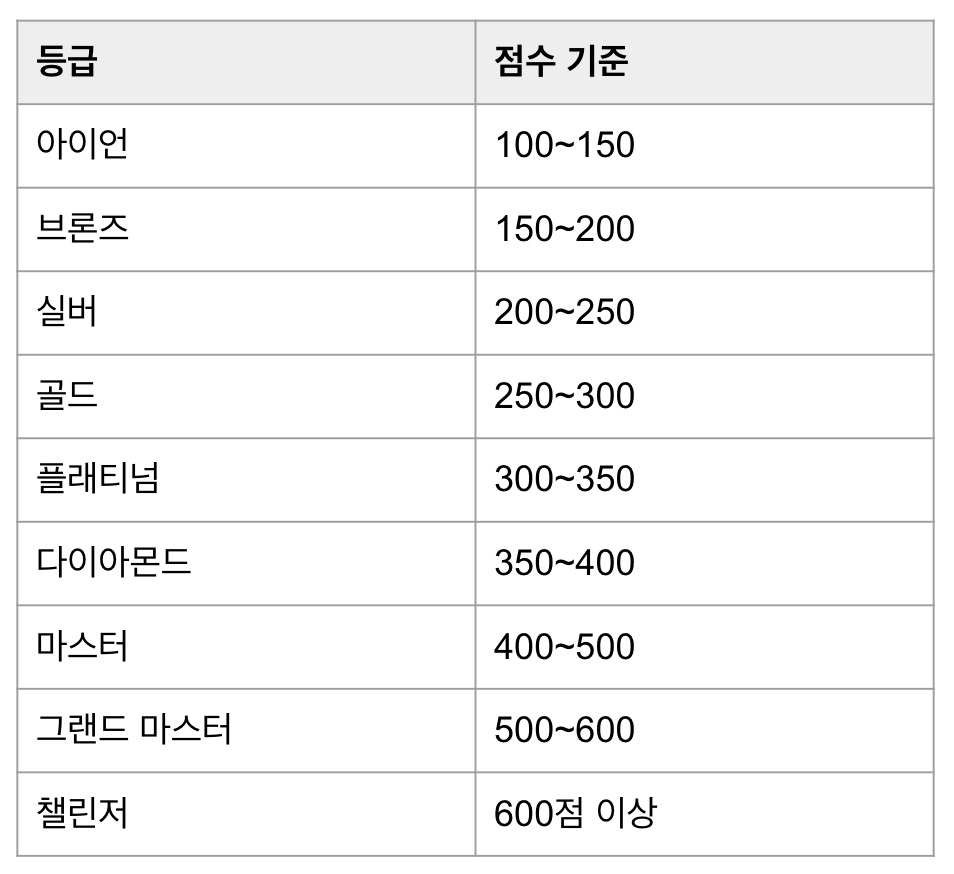 등급 점수 기준
아이언 100~150
브론즈 150~200
실버 200~250
골드 250~300
플래티넘 300~350
다이아몬드 350~400
마스터 400~500
그랜드 마스터 500~600
챌린저 600점 이상